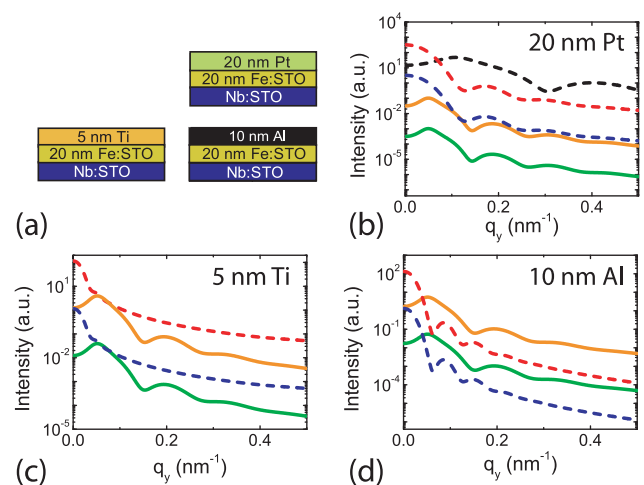 20 nm Pt
20 nm Fe:STO
Nb:STO
5 nm Ti
20 nm Fe:STO
Nb:STO
10 nm Al
20 nm Fe:STO
Nb:STO
(a)
20 nm Pt
Intensity (a.u.)
10^4
10^1
10^-2
10^-5
0.0 0.2 0.4
q_y (nm^-1)
(b)
5 nm Ti
Intensity (a.u.)
10^1
10^-2
10^-5
0.0 0.2 0.4
q_y (nm^-1)
(c)
10 nm Al
Intensity (a.u.)
10^2
10^-1
10^-4
0.0 0.2 0.4
q_y (nm^-1)
(d)